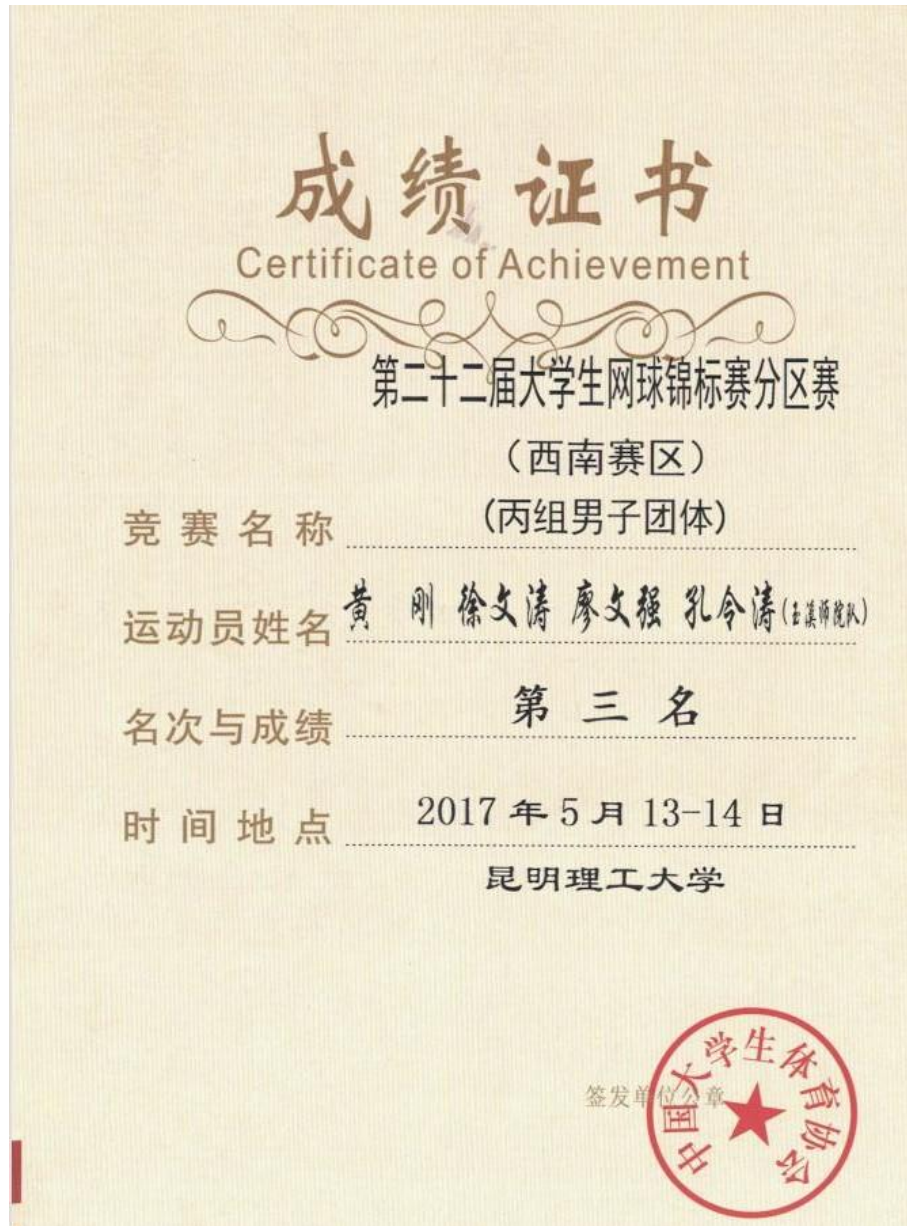 成绩证书
Certificate of Achievement
第二十二届大学生网球锦标赛分区赛
（西南赛区）
竞赛名称 (丙组男子团体)
运动员姓名 黄 刚 徐文涛 廖文强 孔令涛(玉溪师院队)
名次与成绩 第三名
时间地点 2017年5月13-14日
昆明理工大学
签发单位公章
中国大学生体育协会